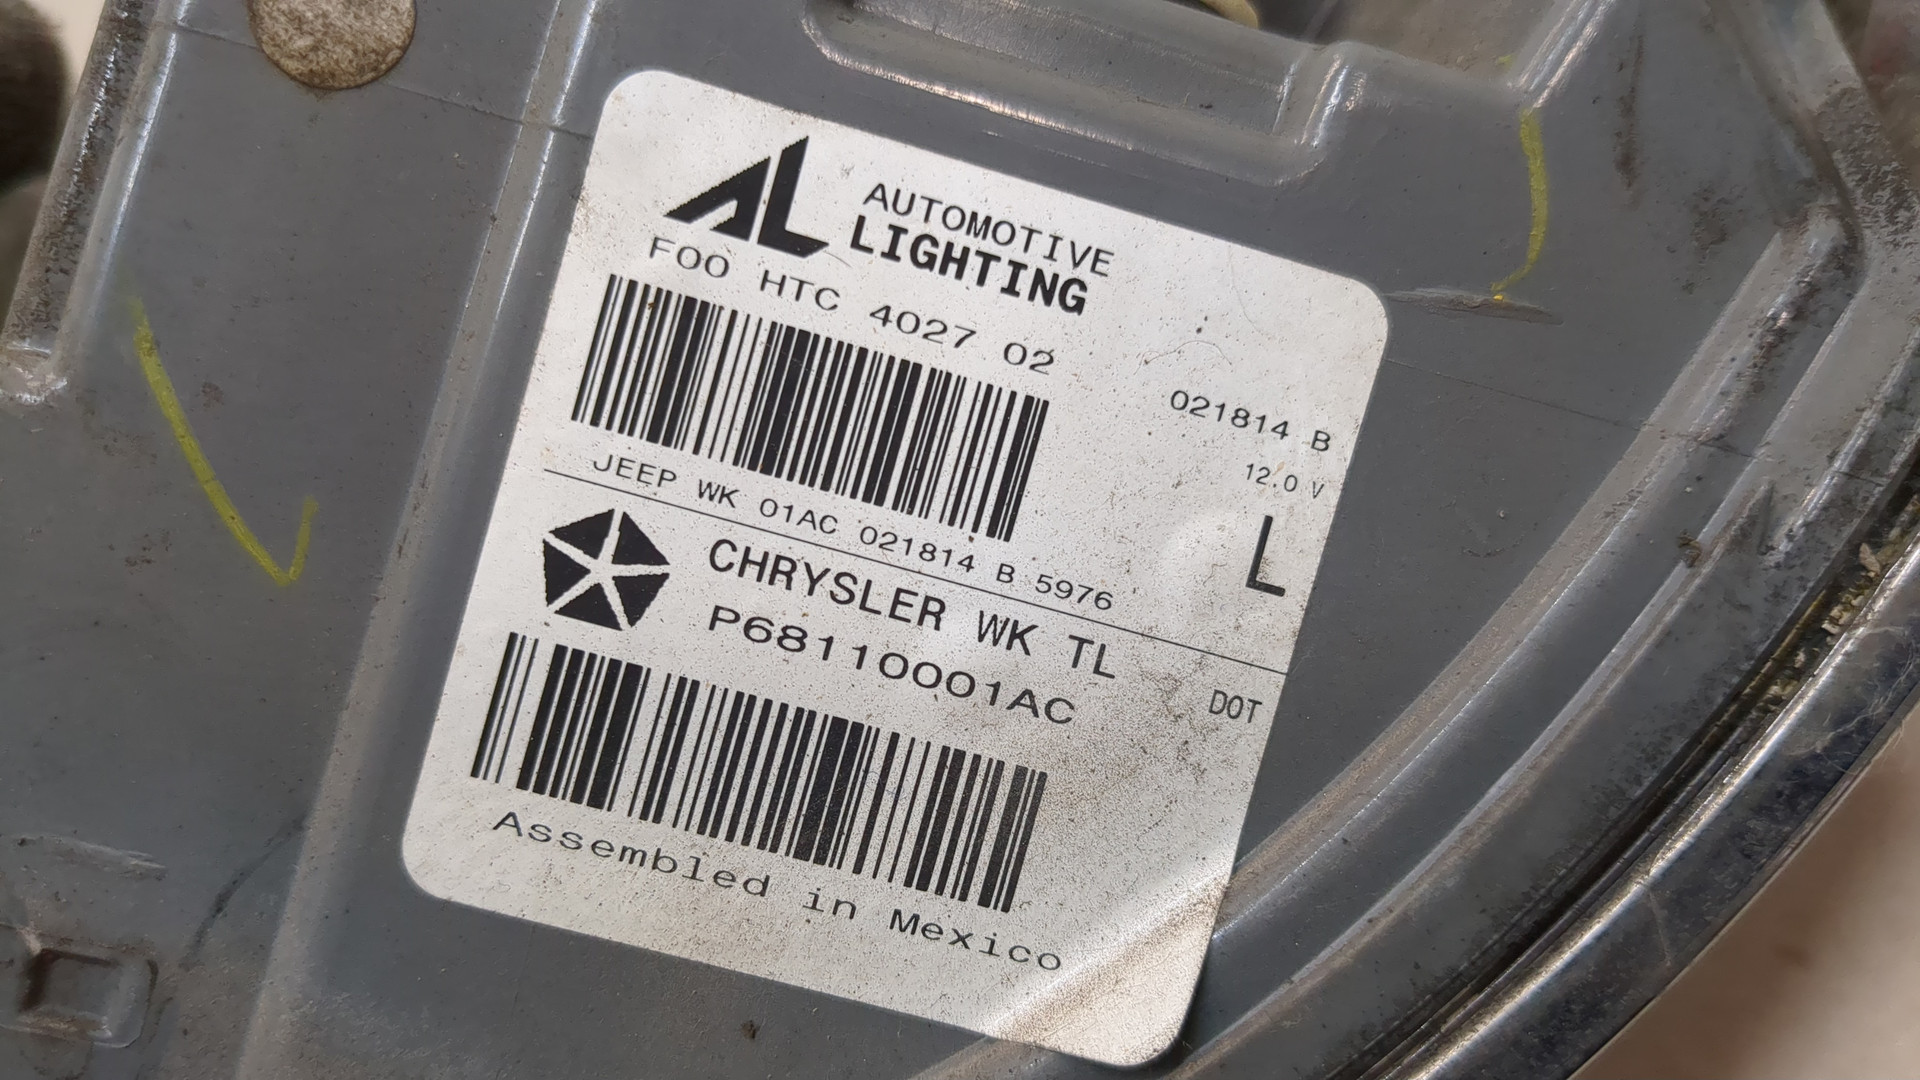 AL AUTOMOTIVE
LIGHTING
F00 HTC 4027 02
021814 B
12.0 V
L
JEEP WK 01AC 021814 B 5976
CHRYSLER WK TL
P68110001AC
DOT
Assembled in Mexico